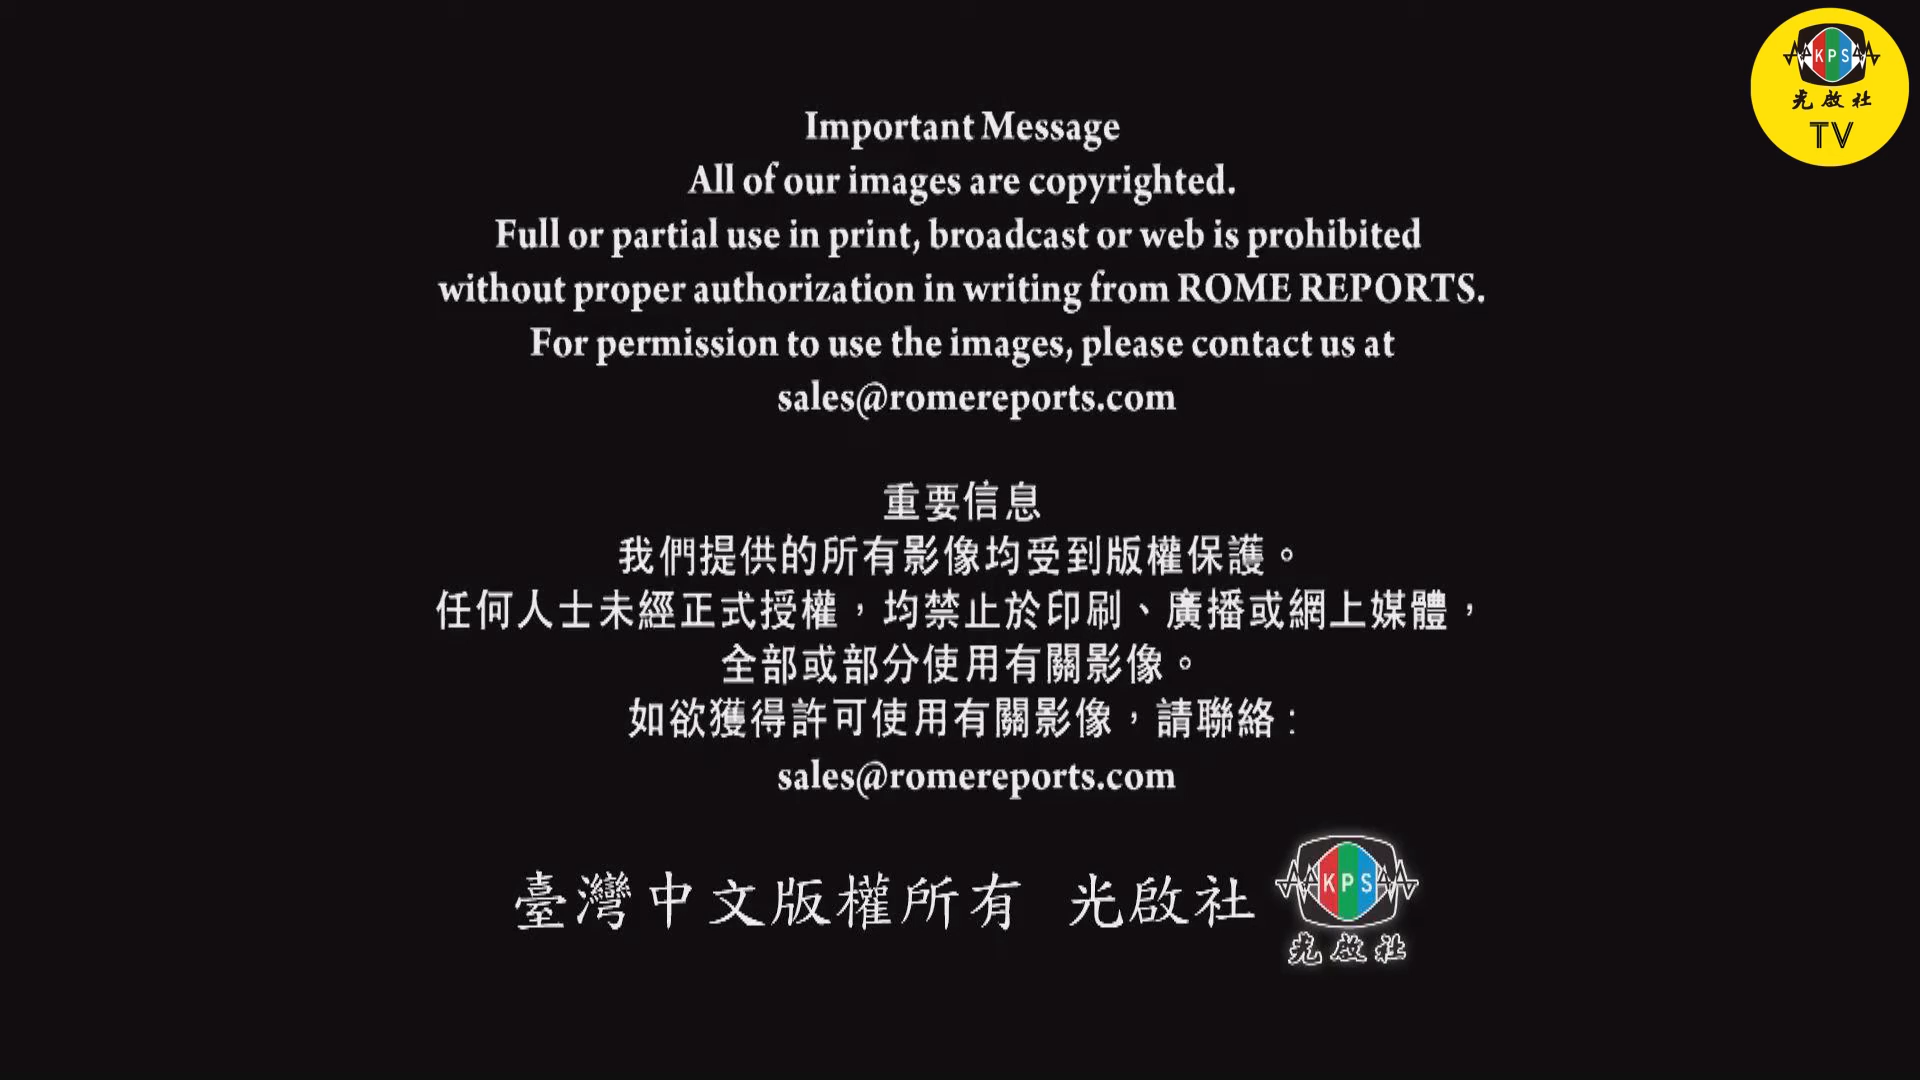 KPS
光啟社
TV
Important Message
All of our images are copyrighted.
Full or partial use in print, broadcast or web is prohibited
without proper authorization in writing from ROME REPORTS.
For permission to use the images, please contact us at
sales@romereports.com
重要信息
我們提供的所有影像均受到版權保護。
任何人士未經正式授權，均禁止於印刷、廣播或網上媒體，
全部或部分使用有關影像。
如欲獲得許可使用有關影像，請聯絡：
sales@romereports.com
臺灣中文版權所有 光啟社
KPS
光啟社